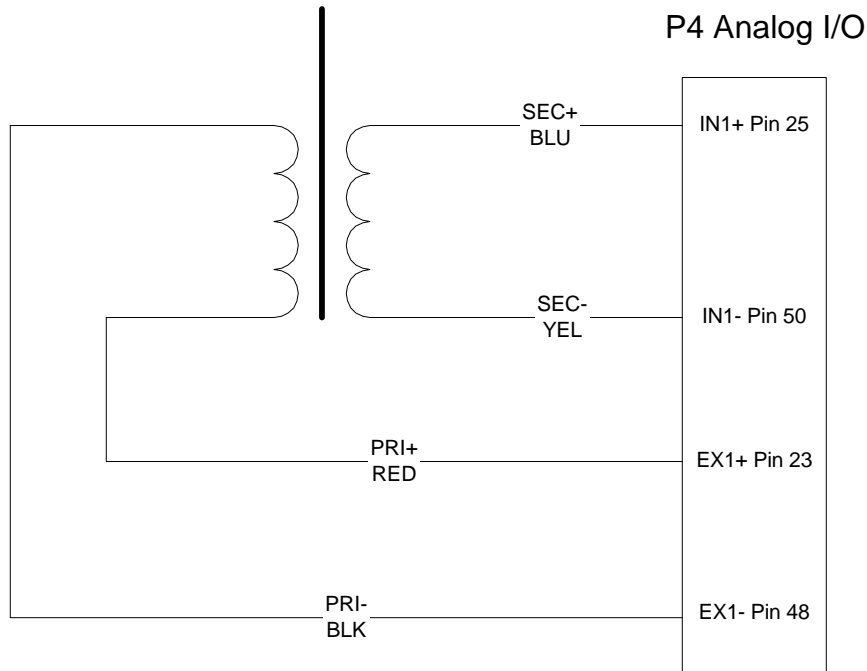 P4 Analog I/O
SEC+
BLU
IN1+ Pin 25
SEC-
YEL
IN1- Pin 50
PRI+
RED
EX1+ Pin 23
PRI-
BLK
EX1- Pin 48